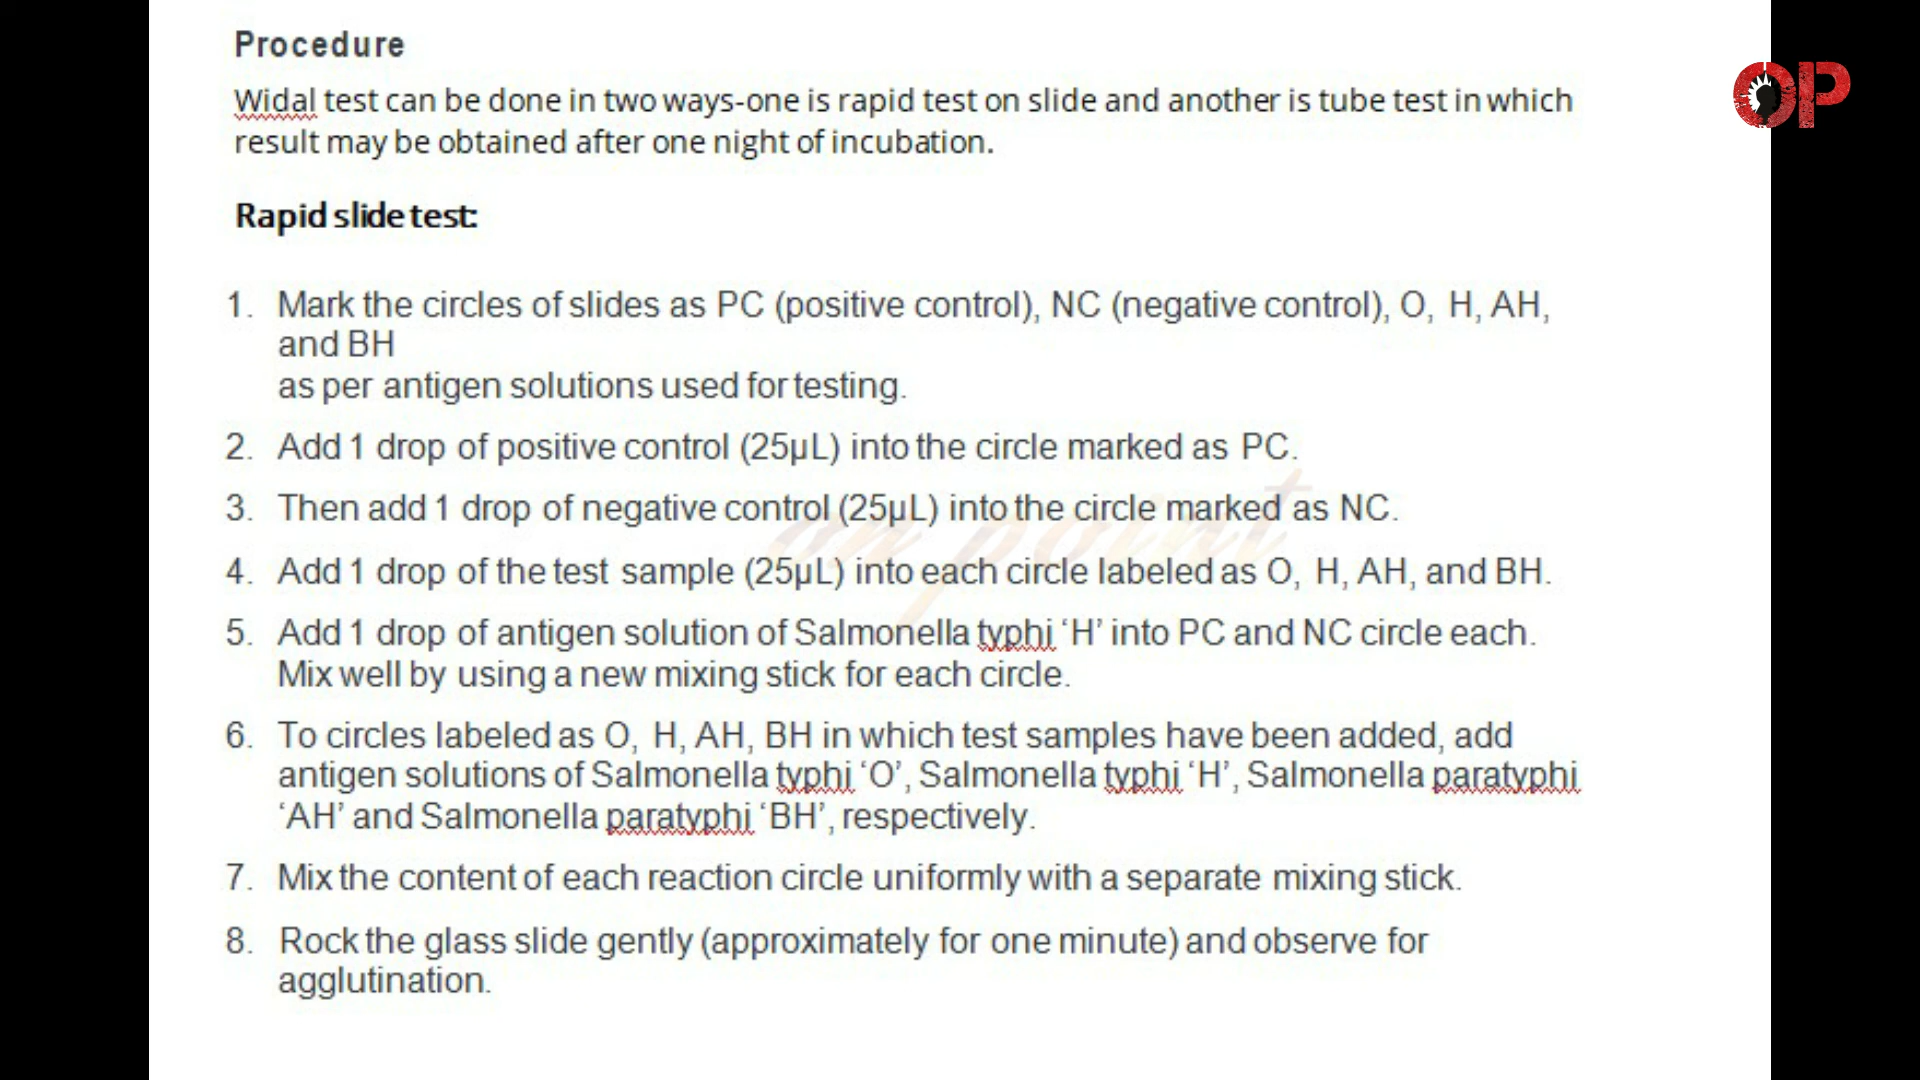 Procedure
OP
Widal test can be done in two ways-one is rapid test on slide and another is tube test in which
result may be obtained after one night of incubation.
Rapid slide test:
1. Mark the circles of slides as PC (positive control), NC (negative control), O, H, AH,
and BH
as per antigen solutions used for testing.
2. Add 1 drop of positive control (25µL) into the circle marked as PC.
3. Then add 1 drop of negative control (25µL) into the circle marked as NC.
on point
4. Add 1 drop of the test sample (25µL) into each circle labeled as O, H, AH, and BH.
5. Add 1 drop of antigen solution of Salmonella typhi ‘H’ into PC and NC circle each.
Mix well by using a new mixing stick for each circle.
6. To circles labeled as O, H, AH, BH in which test samples have been added, add
antigen solutions of Salmonella typhi ‘O’, Salmonella typhi ‘H’, Salmonella paratyphi
‘AH’ and Salmonella paratyphi ‘BH’, respectively.
7. Mix the content of each reaction circle uniformly with a separate mixing stick.
8. Rock the glass slide gently (approximately for one minute) and observe for
agglutination.